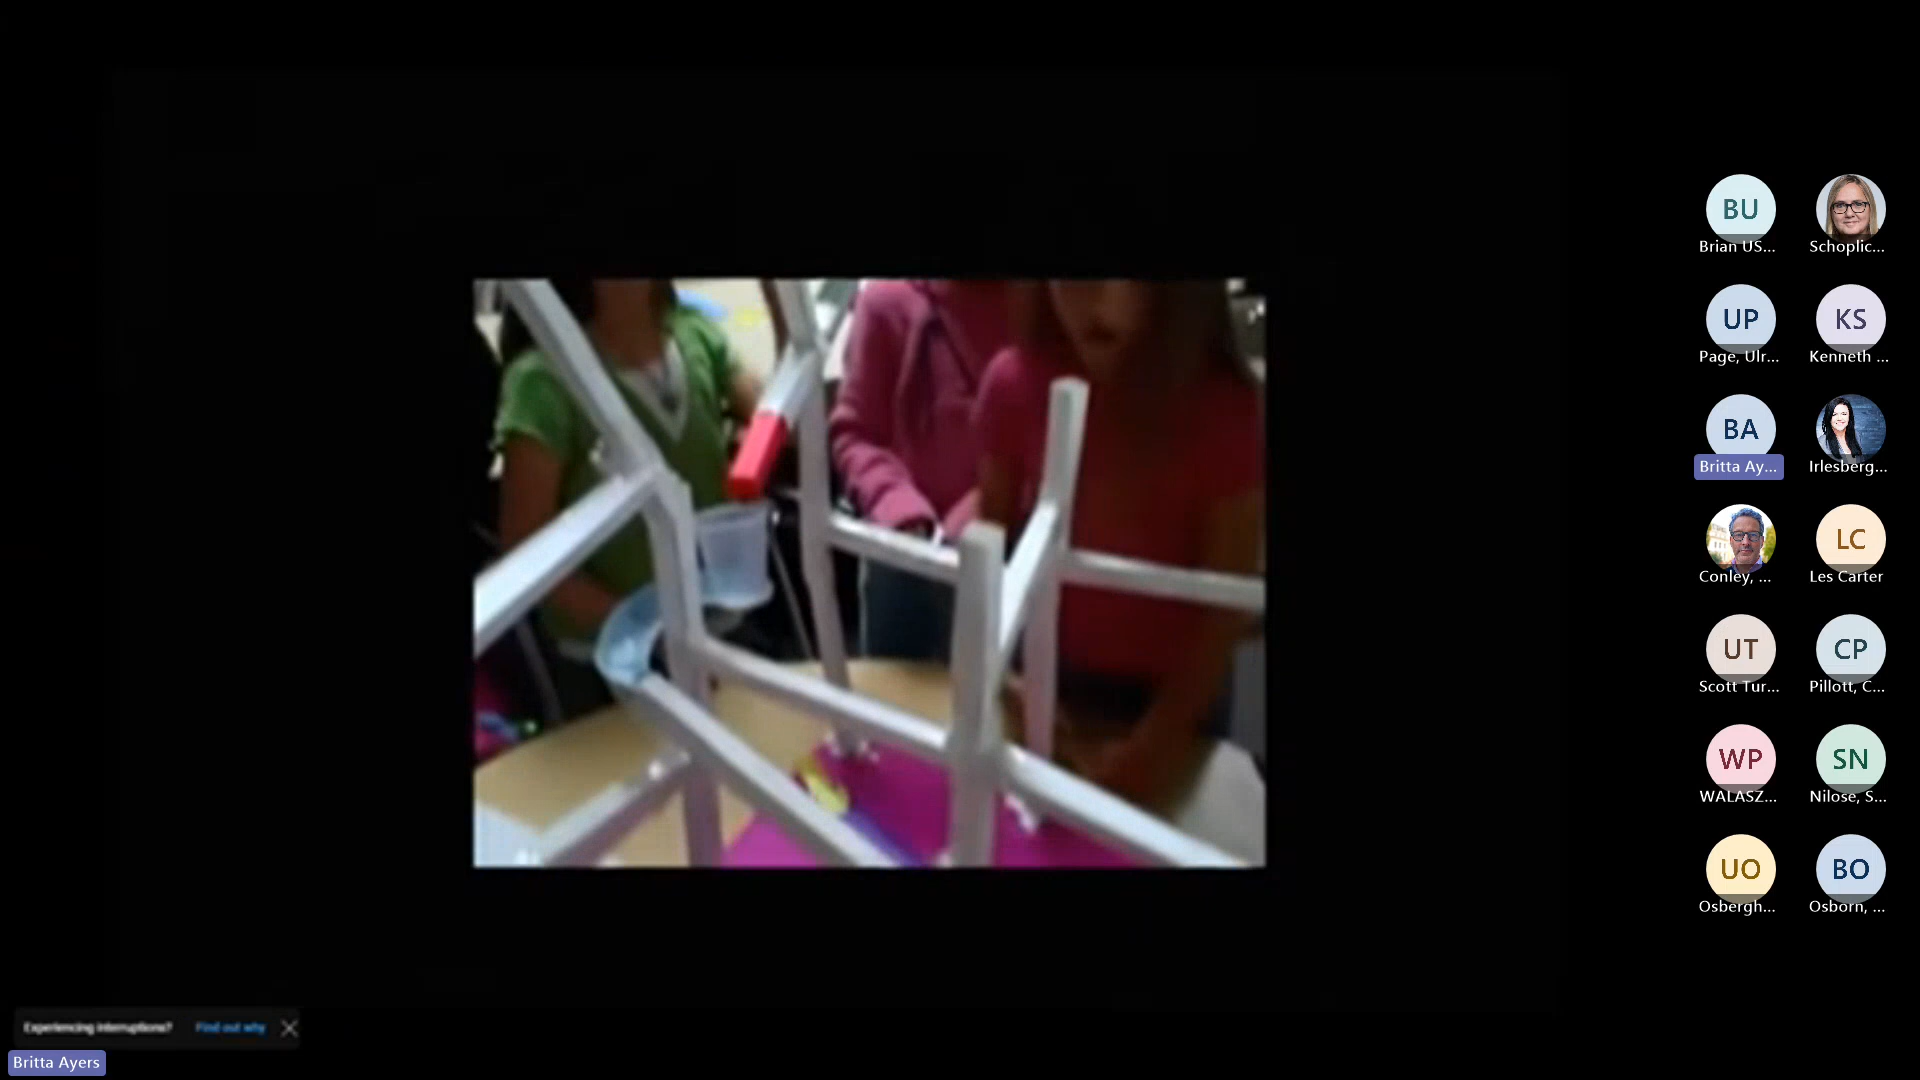 BU
Brian US...
Schoplic...
UP
Page, Ulr...
KS
Kenneth ...
BA
Britta Ay...
Irlesberg...
Conley, ...
LC
Les Carter
UT
Scott Tur...
CP
Pillott, C...
WP
WALASZ...
SN
Nilose, S...
UO
Osbergh...
BO
Osborn, ...
Experiencing interruptions? Find out why
Britta Ayers